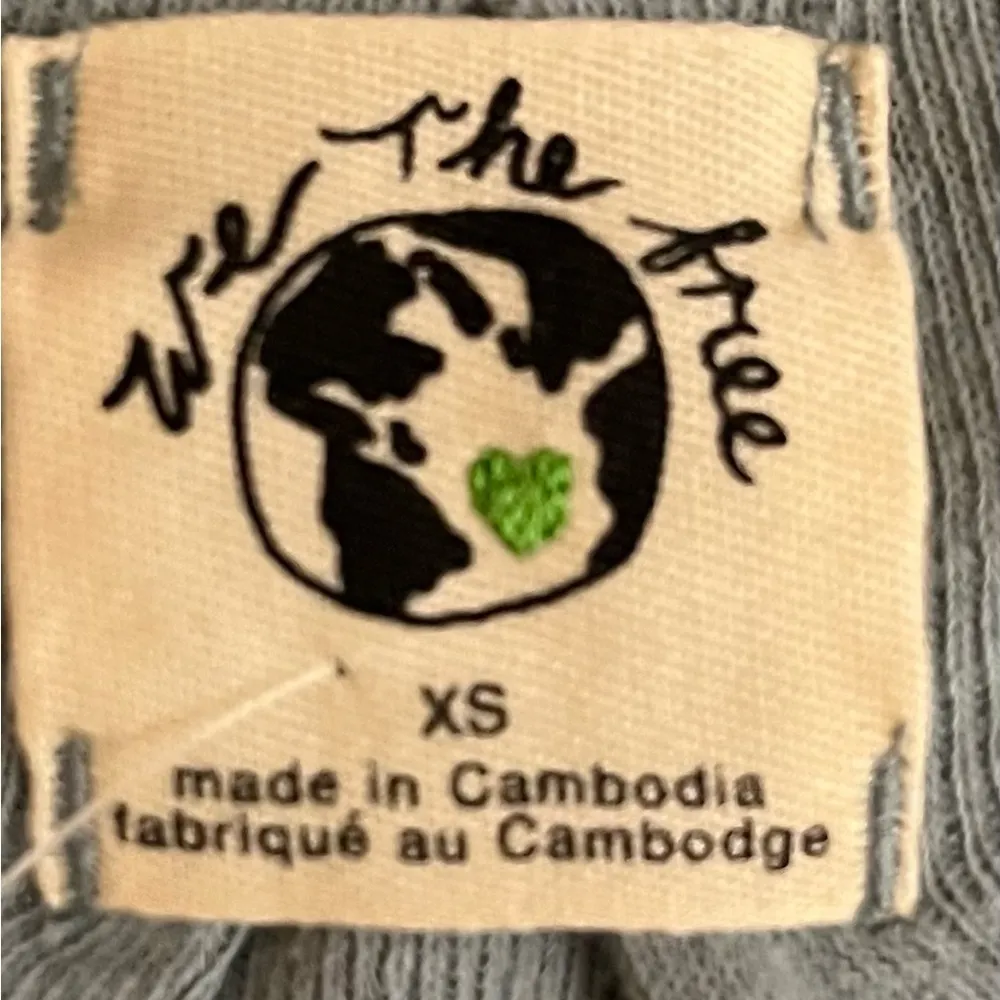 We The Free
XS
made in Cambodia
fabriqué au Cambodge